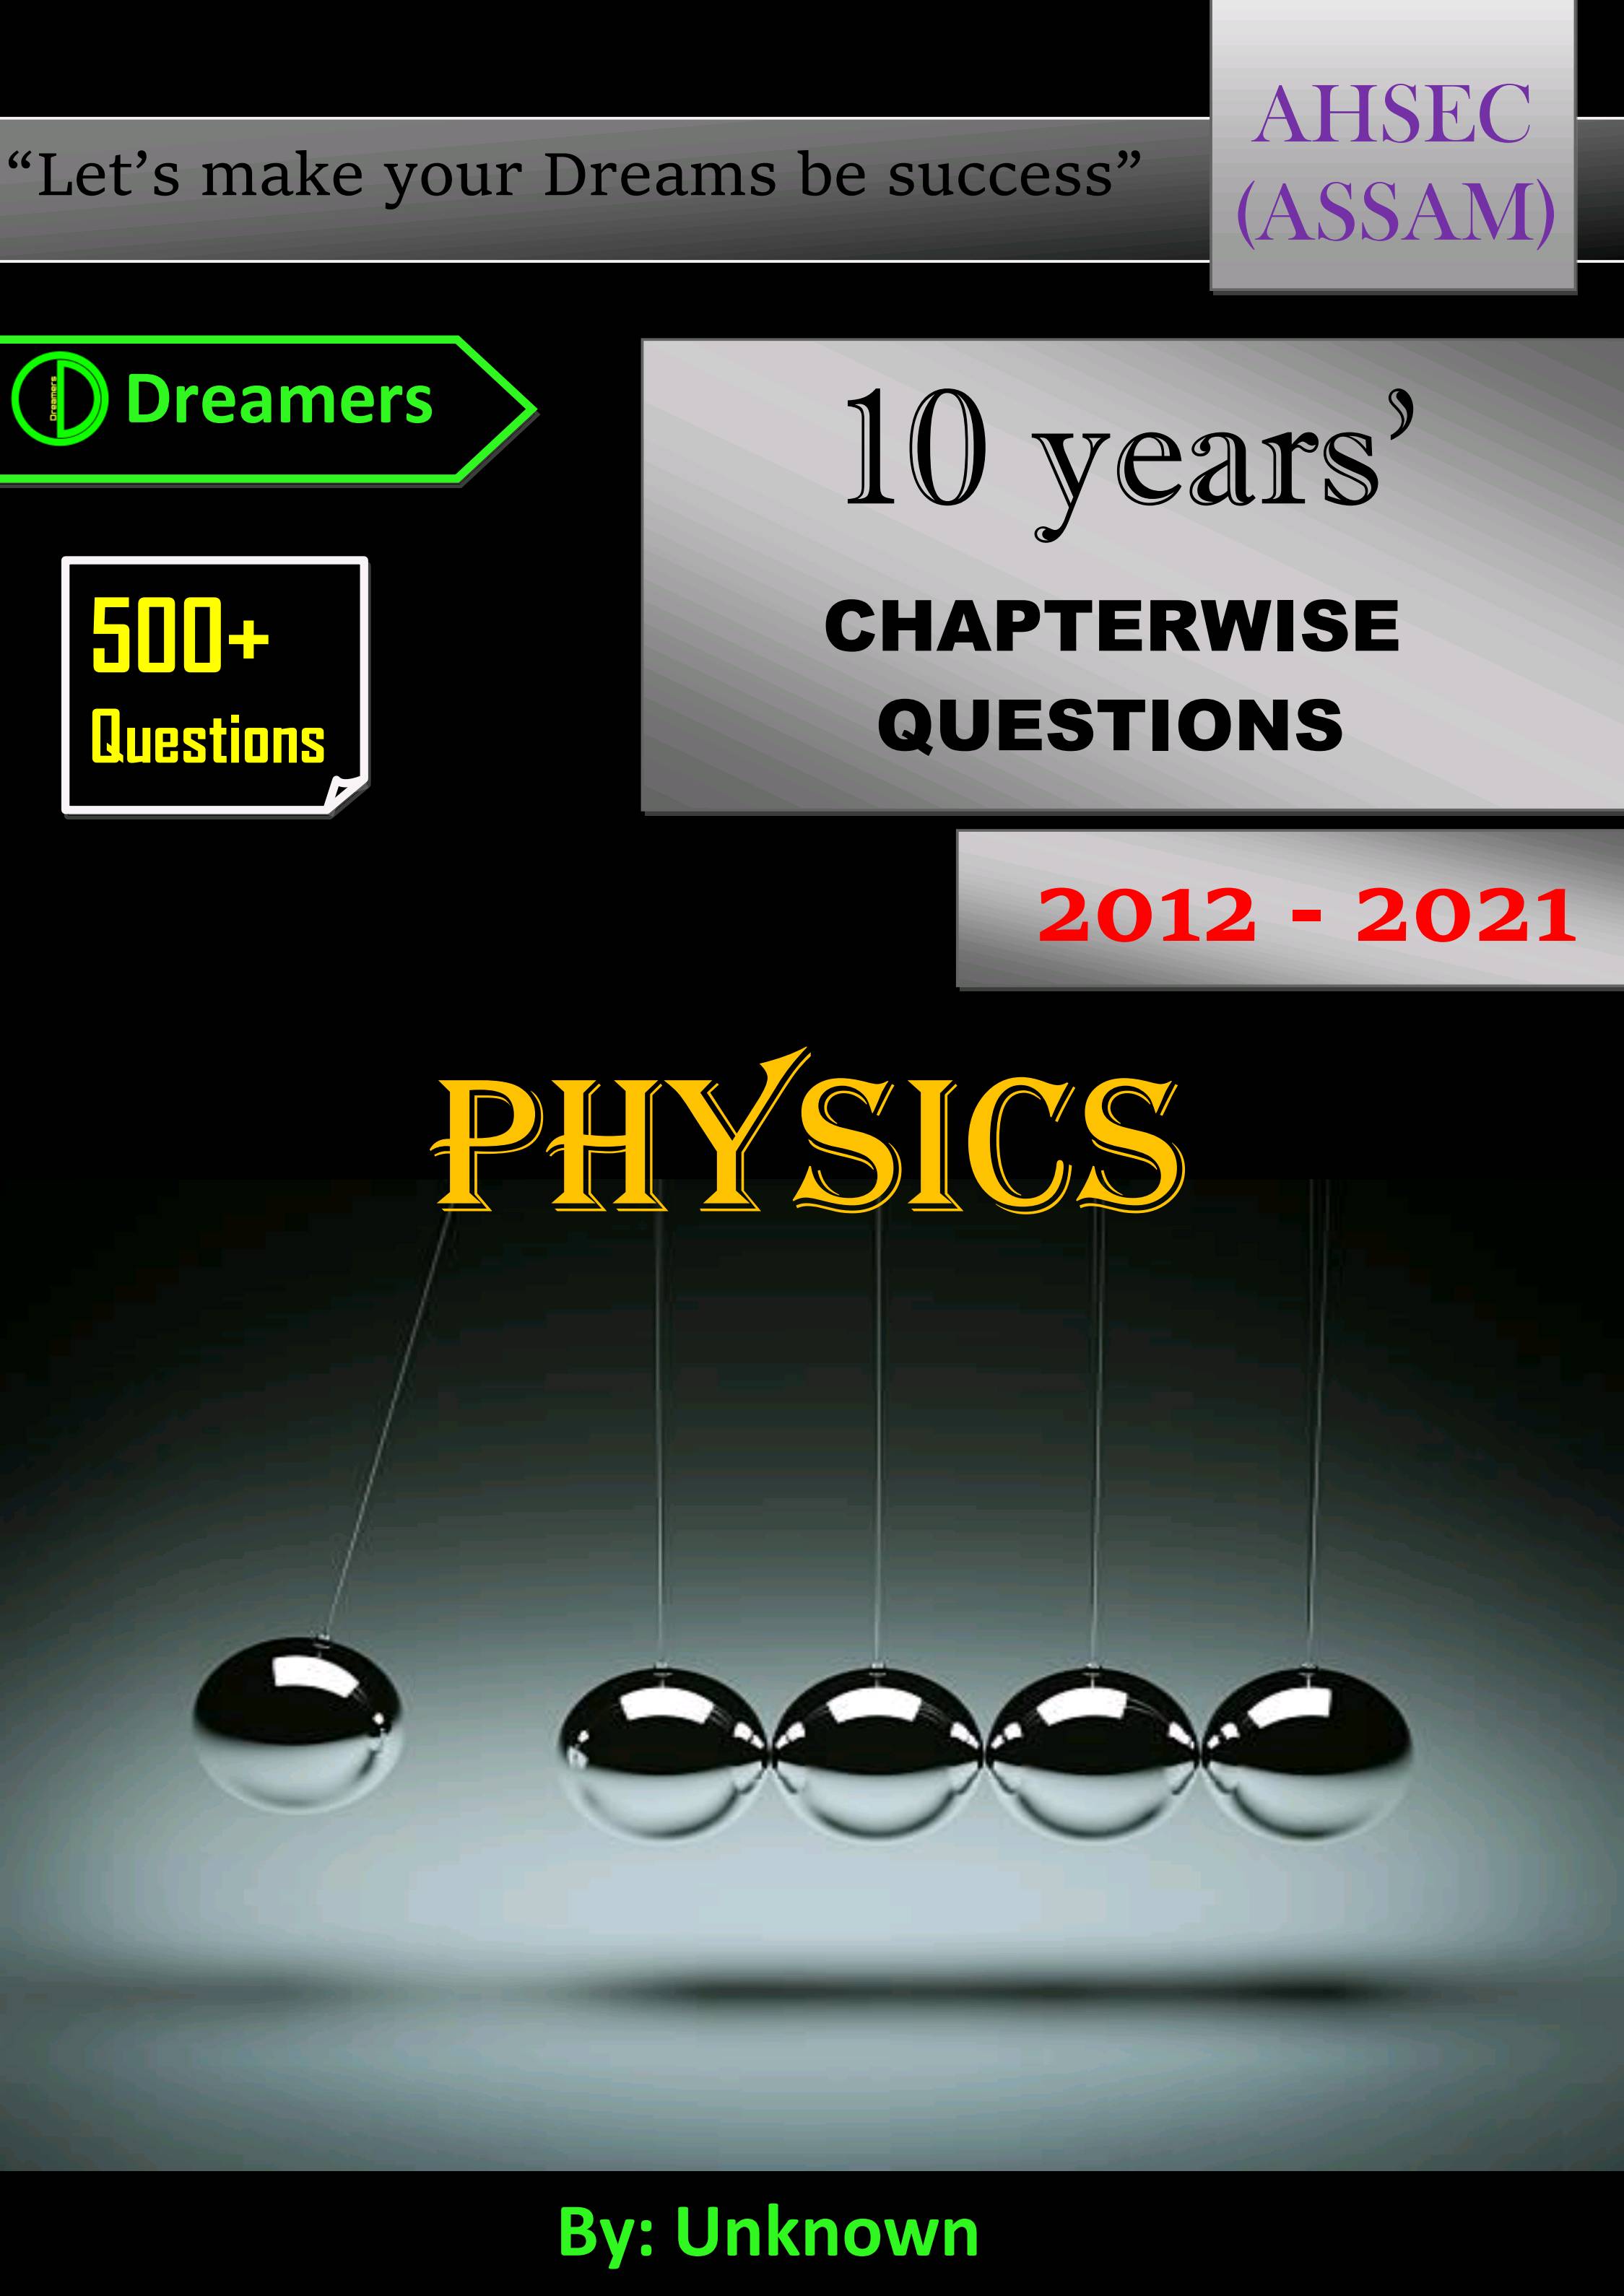 “Let’s make your Dreams be success”
AHSEC
(ASSAM)
Dreamers
Dreamers
10 years’
CHAPTERWISE
QUESTIONS
500+
Questions
2012 - 2021
PHYSICS
By: Unknown